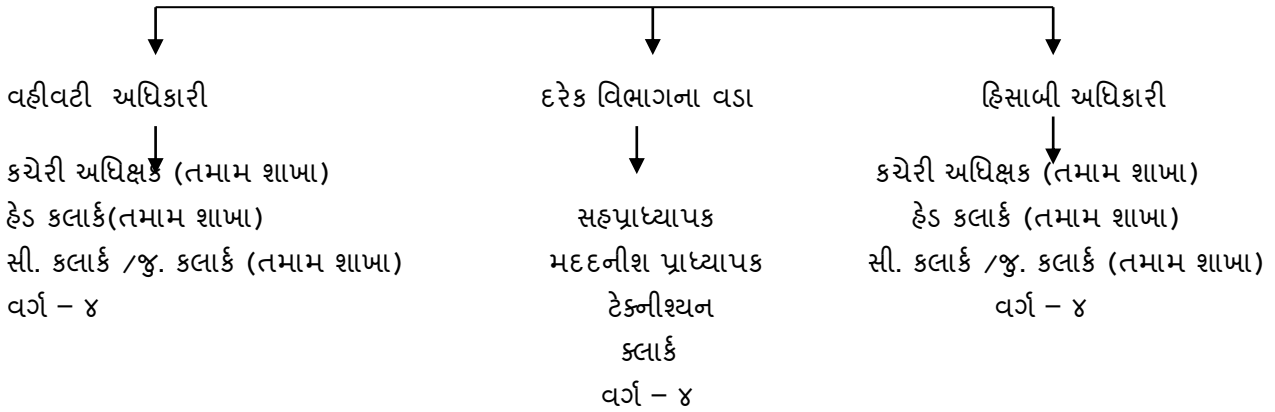 વહીવટી અધિકારી
કચેરી અધિક્ષક (તમામ શાખા)
હેડ કલાર્ક(તમામ શાખા)
સી. કલાર્ક /જુ. કલાર્ક (તમામ શાખા)
વર્ગ – ૪
દરેક વિભાગના વડા
સહપ્રાધ્યાપક
મદદનીશ પ્રાધ્યાપક
ટેક્નીશ્યન
ક્લાર્ક
વર્ગ – ૪
હિસાબી અધિકારી
કચેરી અધિક્ષક (તમામ શાખા)
હેડ કલાર્ક (તમામ શાખા)
સી. કલાર્ક /જુ. કલાર્ક (તમામ શાખા)
વર્ગ – ૪